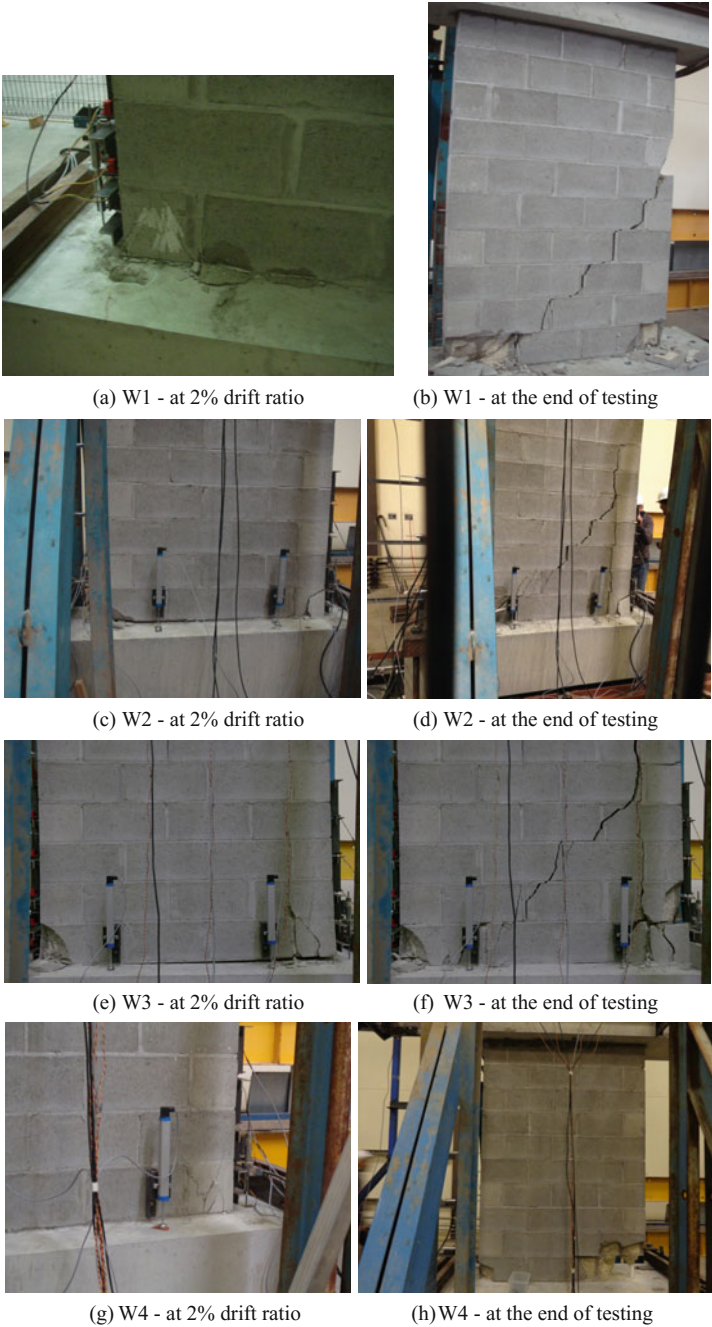 (a) W1 - at 2% drift ratio
(b) W1 - at the end of testing
(c) W2 - at 2% drift ratio
(d) W2 - at the end of testing
(e) W3 - at 2% drift ratio
(f) W3 - at the end of testing
(g) W4 - at 2% drift ratio
(h)W4 - at the end of testing